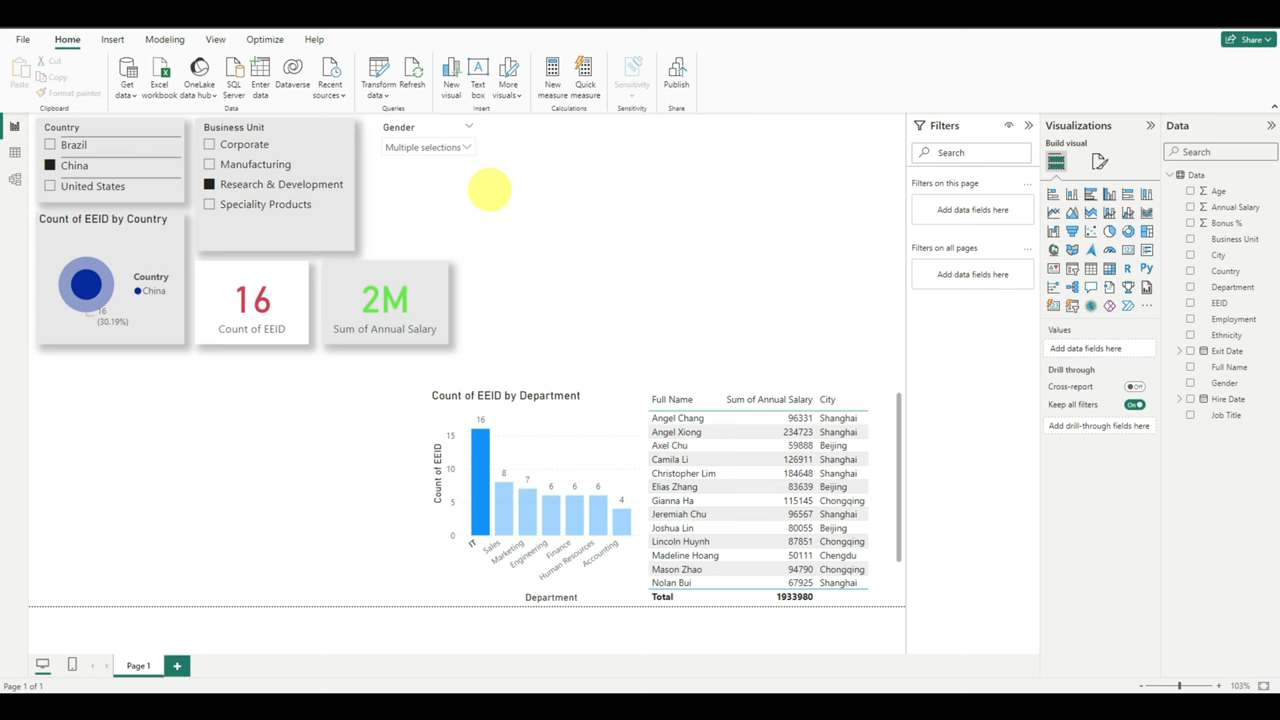 File Home Insert Modeling View Optimize Help
Share
Paste
Cut
Copy
Format painter
Clipboard
Get data
Excel workbook
OneLake data hub
SQL Server
Enter data
Dataverse
Recent sources
Data
Transform data
Refresh
Queries
New visual
Text box
More visuals
Insert
New measure
Quick measure
Calculations
Sensitivity
Sensitivity
Publish
Share
Country
Brazil
China
United States
Business Unit
Corporate
Manufacturing
Research & Development
Speciality Products
Gender
Multiple selections
Count of EEID by Country
16
(30.19%)
Country
China
16
Count of EEID
2M
Sum of Annual Salary
Count of EEID by Department
Count of EEID
15
10
5
0
16
8
7
6
6
6
4
IT
Sales
Marketing
Engineering
Finance
Human Resources
Accounting
Department
Full Name Sum of Annual Salary City
Angel Chang 96331 Shanghai
Angel Xiong 234723 Shanghai
Axel Chu 59888 Beijing
Camila Li 126911 Shanghai
Christopher Lim 184648 Shanghai
Elias Zhang 83639 Beijing
Gianna Ha 115145 Chongqing
Jeremiah Chu 96567 Shanghai
Joshua Lin 80055 Beijing
Lincoln Huynh 87851 Chongqing
Madeline Hoang 50111 Chengdu
Mason Zhao 94790 Chongqing
Nolan Bui 67925 Shanghai
Total 1933980
Filters
Search
Filters on this page
Add data fields here
Filters on all pages
Add data fields here
Visualizations
Build visual
R Py
Values
Add data fields here
Drill through
Cross-report Off
Keep all filters On
Add drill-through fields here
Data
Search
Data
Age
Annual Salary
Bonus %
Business Unit
City
Country
Department
EEID
Employment
Ethnicity
Exit Date
Full Name
Gender
Hire Date
Job Title
Page 1
Page 1 of 1
103%